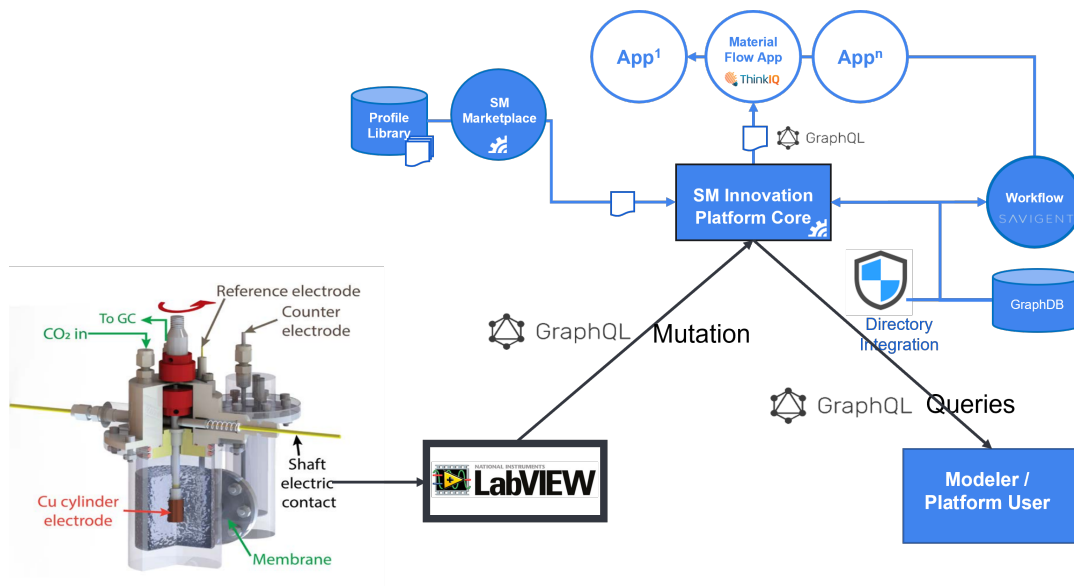 App¹
Material
Flow App
ThinkIQ
Appⁿ
Profile
Library
SM
Marketplace
GraphQL
SM Innovation
Platform Core
Workflow
SAVIGENT
GraphDB
Directory
Integration
Reference electrode
To GC
Counter
electrode
CO₂ in
GraphQL
Mutation
GraphQL
Queries
Shaft
electric
contact
Cu cylinder
electrode
Membrane
NATIONAL INSTRUMENTS
LabVIEW
Modeler /
Platform User